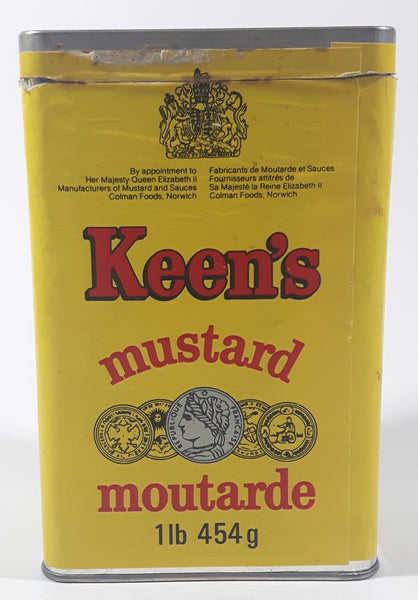 By appointment to
Her Majesty Queen Elizabeth II
Manufacturers of Mustard and Sauces
Colman Foods, Norwich
Fabricants de Moutarde et Sauces
Fournisseurs attitrés de
Sa Majesté la Reine Elizabeth II
Colman Foods, Norwich
Keen's
mustard
REPUBLIQUE FRANÇAISE
moutarde
1lb 454g